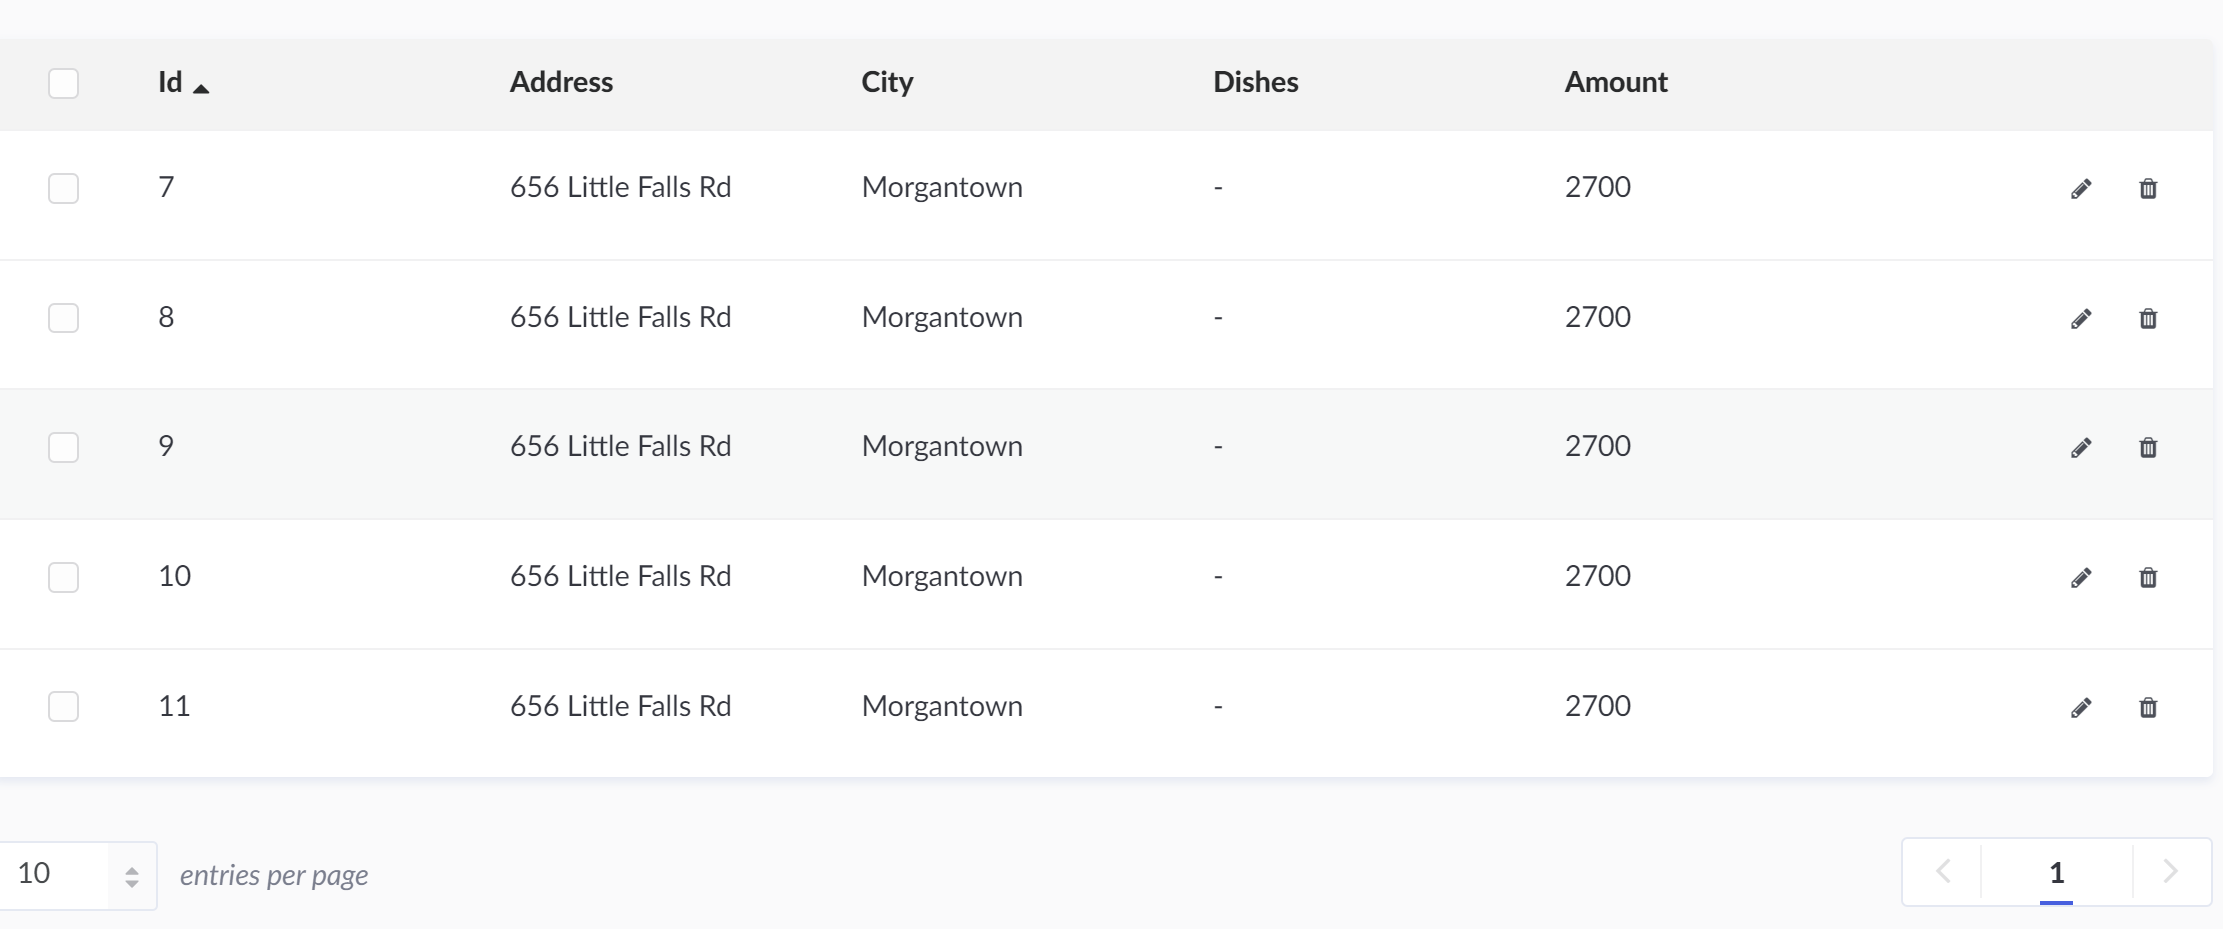 Id Address City Dishes Amount
7 656 Little Falls Rd Morgantown - 2700
8 656 Little Falls Rd Morgantown - 2700
9 656 Little Falls Rd Morgantown - 2700
10 656 Little Falls Rd Morgantown - 2700
11 656 Little Falls Rd Morgantown - 2700
10 entries per page 1